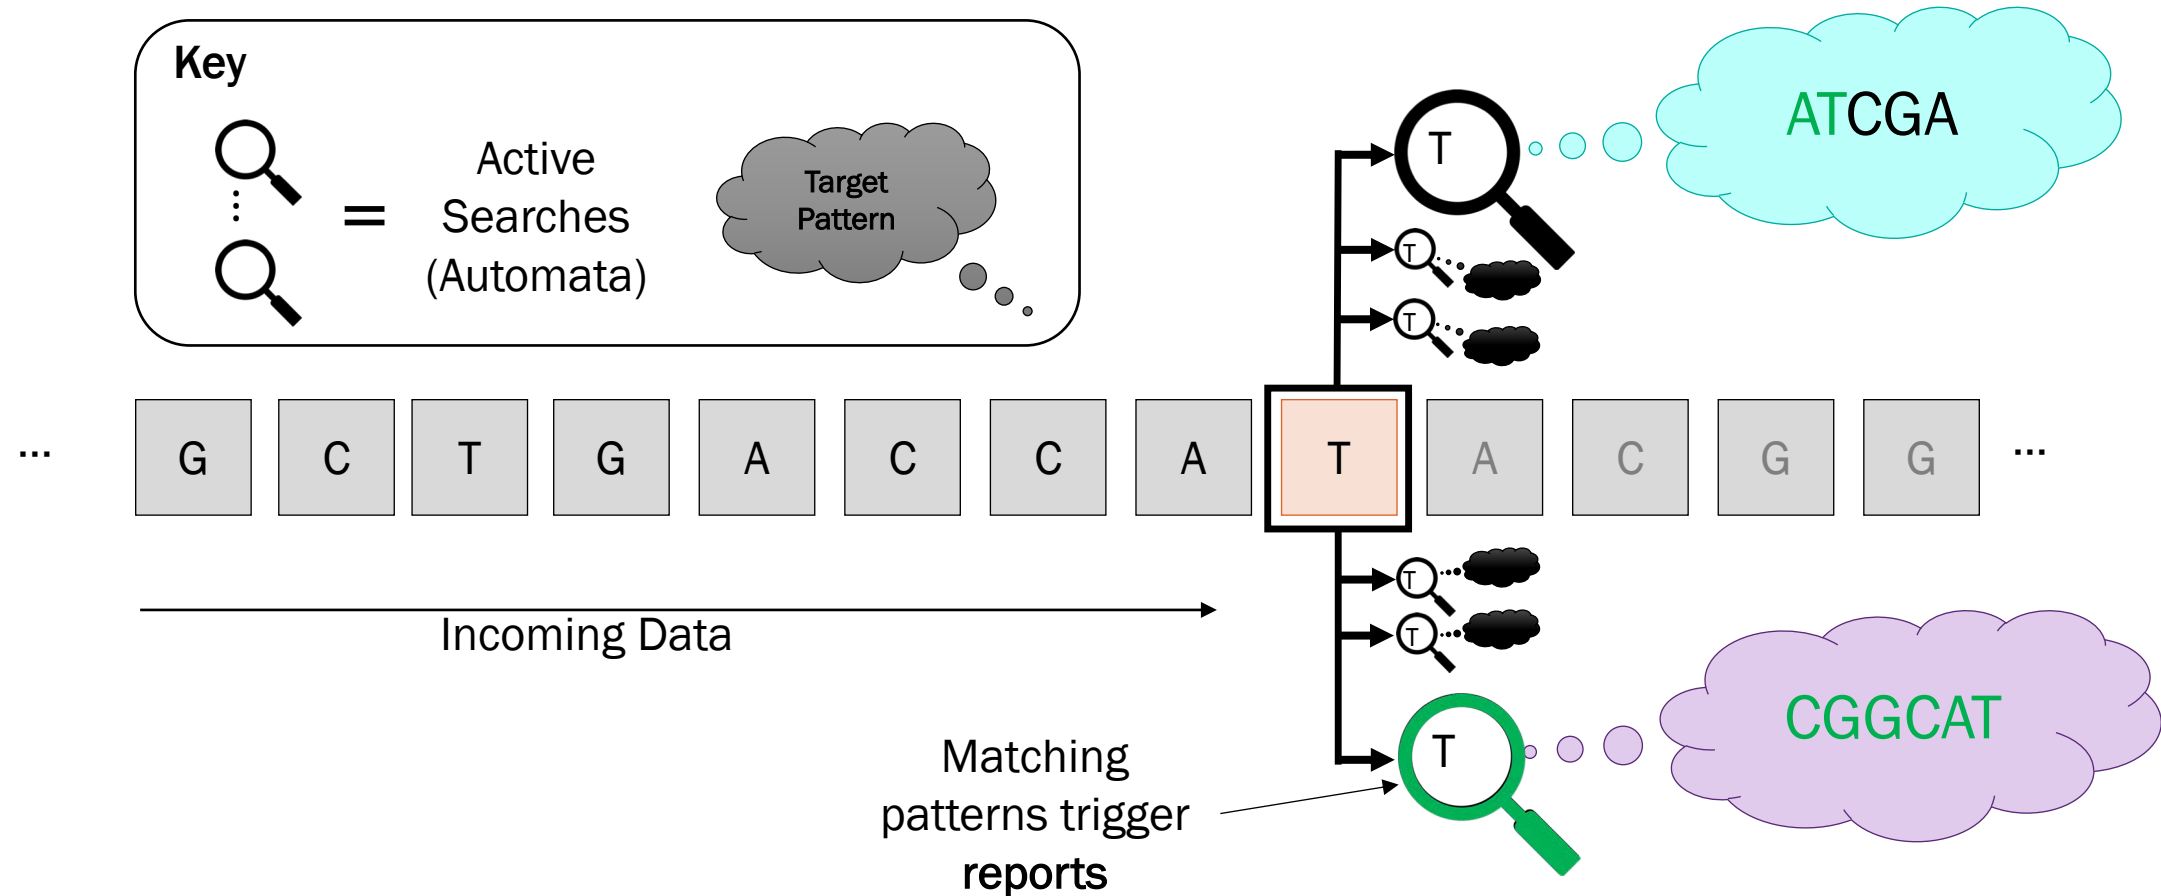 Key
Active
Searches
(Automata)
=
Target
Pattern
T
ATCGA
T
T
... G C T G A C C A T A C G G ...
T
T
Incoming Data
T
CGGCAT
Matching
patterns trigger
reports